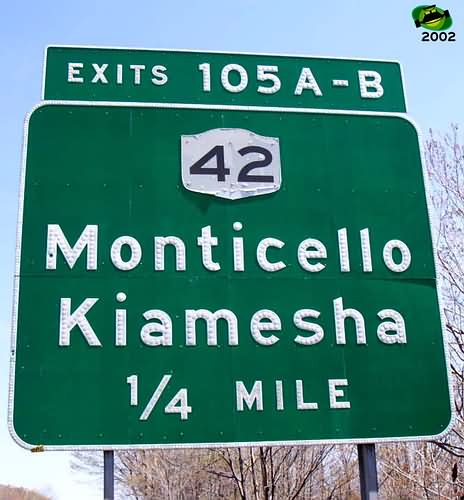 2002
EXITS 105A-B
42
Monticello
Kiamesha
1/4 MILE